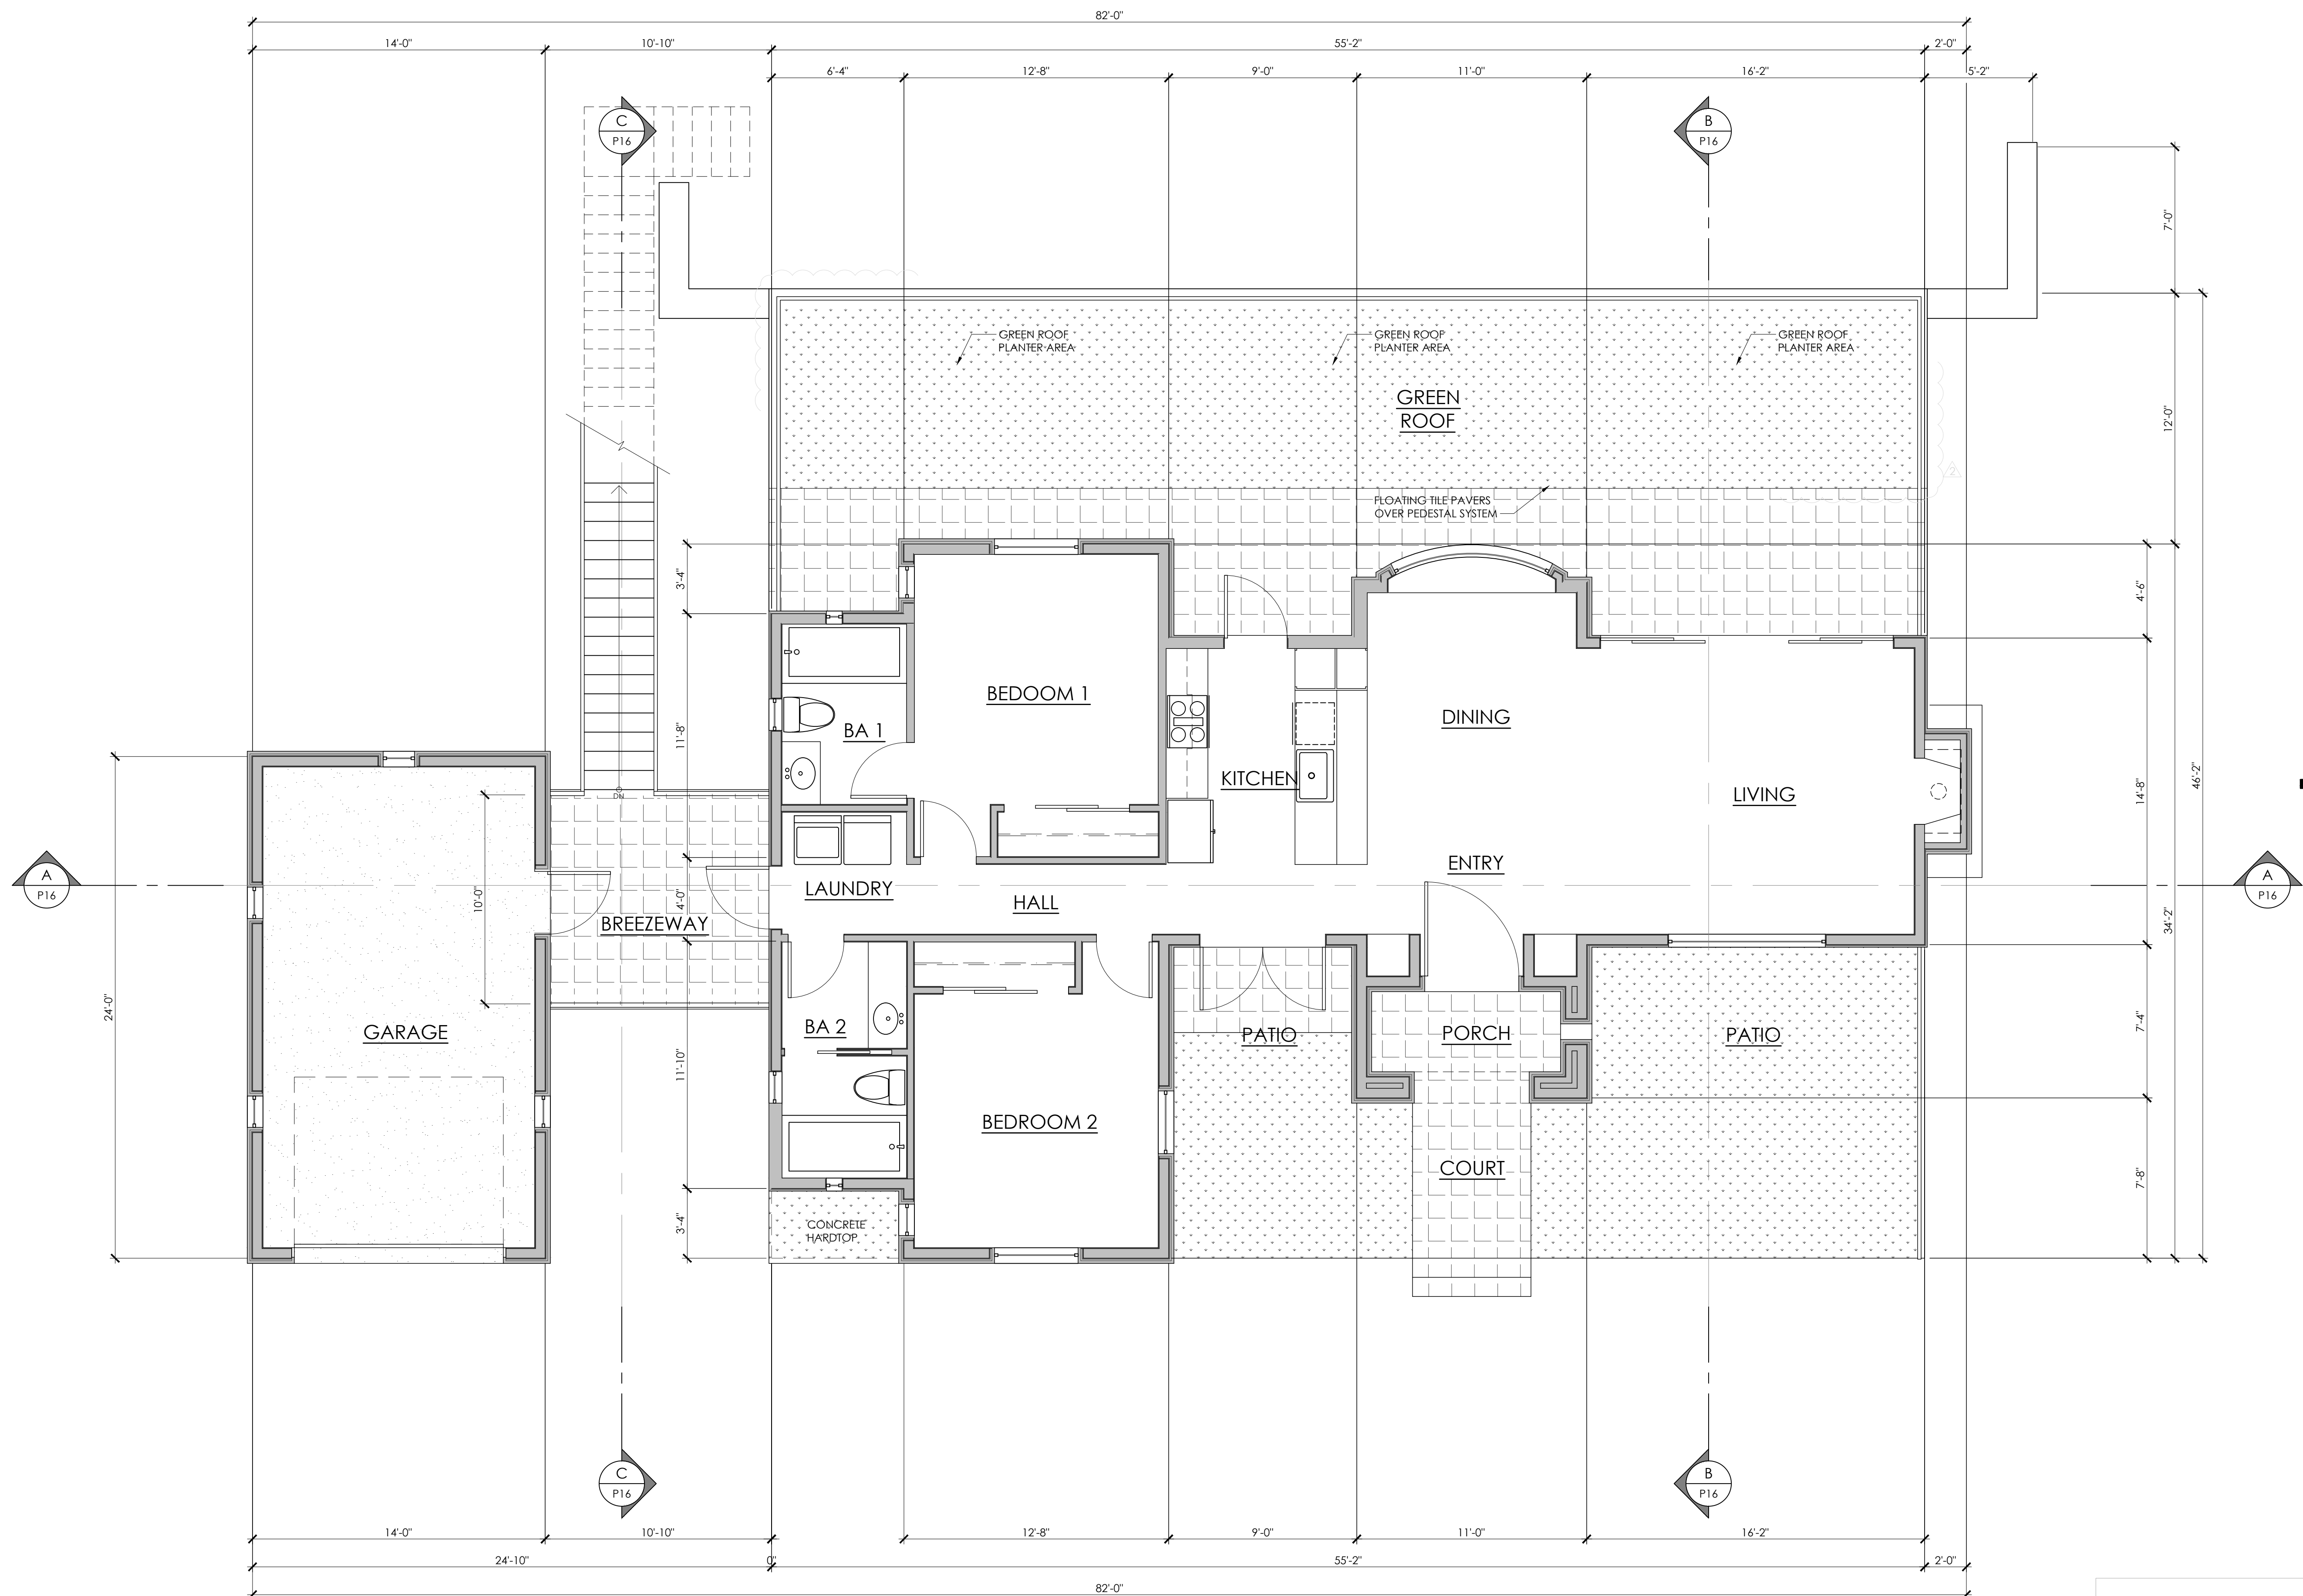 82'-0"
14'-0"
10'-10"
55'-2"
2'-0"
6'-4"
12'-8"
9'-0"
11'-0"
16'-2"
5'-2"
C
P16
B
P16
7'-0"
GREEN ROOF
PLANTER AREA
GREEN ROOF
PLANTER AREA
GREEN ROOF
PLANTER AREA
GREEN
ROOF
12'-0"
2
FLOATING TILE PAVERS
OVER PEDESTAL SYSTEM
3'-4"
4'-6"
BEDOOM 1
DINING
BA 1
11'-8"
KITCHEN
LIVING
14'-8"
46'-2"
DN
A
P16
ENTRY
A
P16
LAUNDRY
HALL
10'-0"
4'-0"
BREEZEWAY
34'-2"
24'-0"
GARAGE
BA 2
PATIO
PORCH
PATIO
7'-4"
11'-10"
BEDROOM 2
COURT
7'-8"
3'-4"
CONCRETE
HARDTOP
C
P16
B
P16
14'-0"
10'-10"
12'-8"
9'-0"
11'-0"
16'-2"
24'-10"
0"
55'-2"
2'-0"
82'-0"